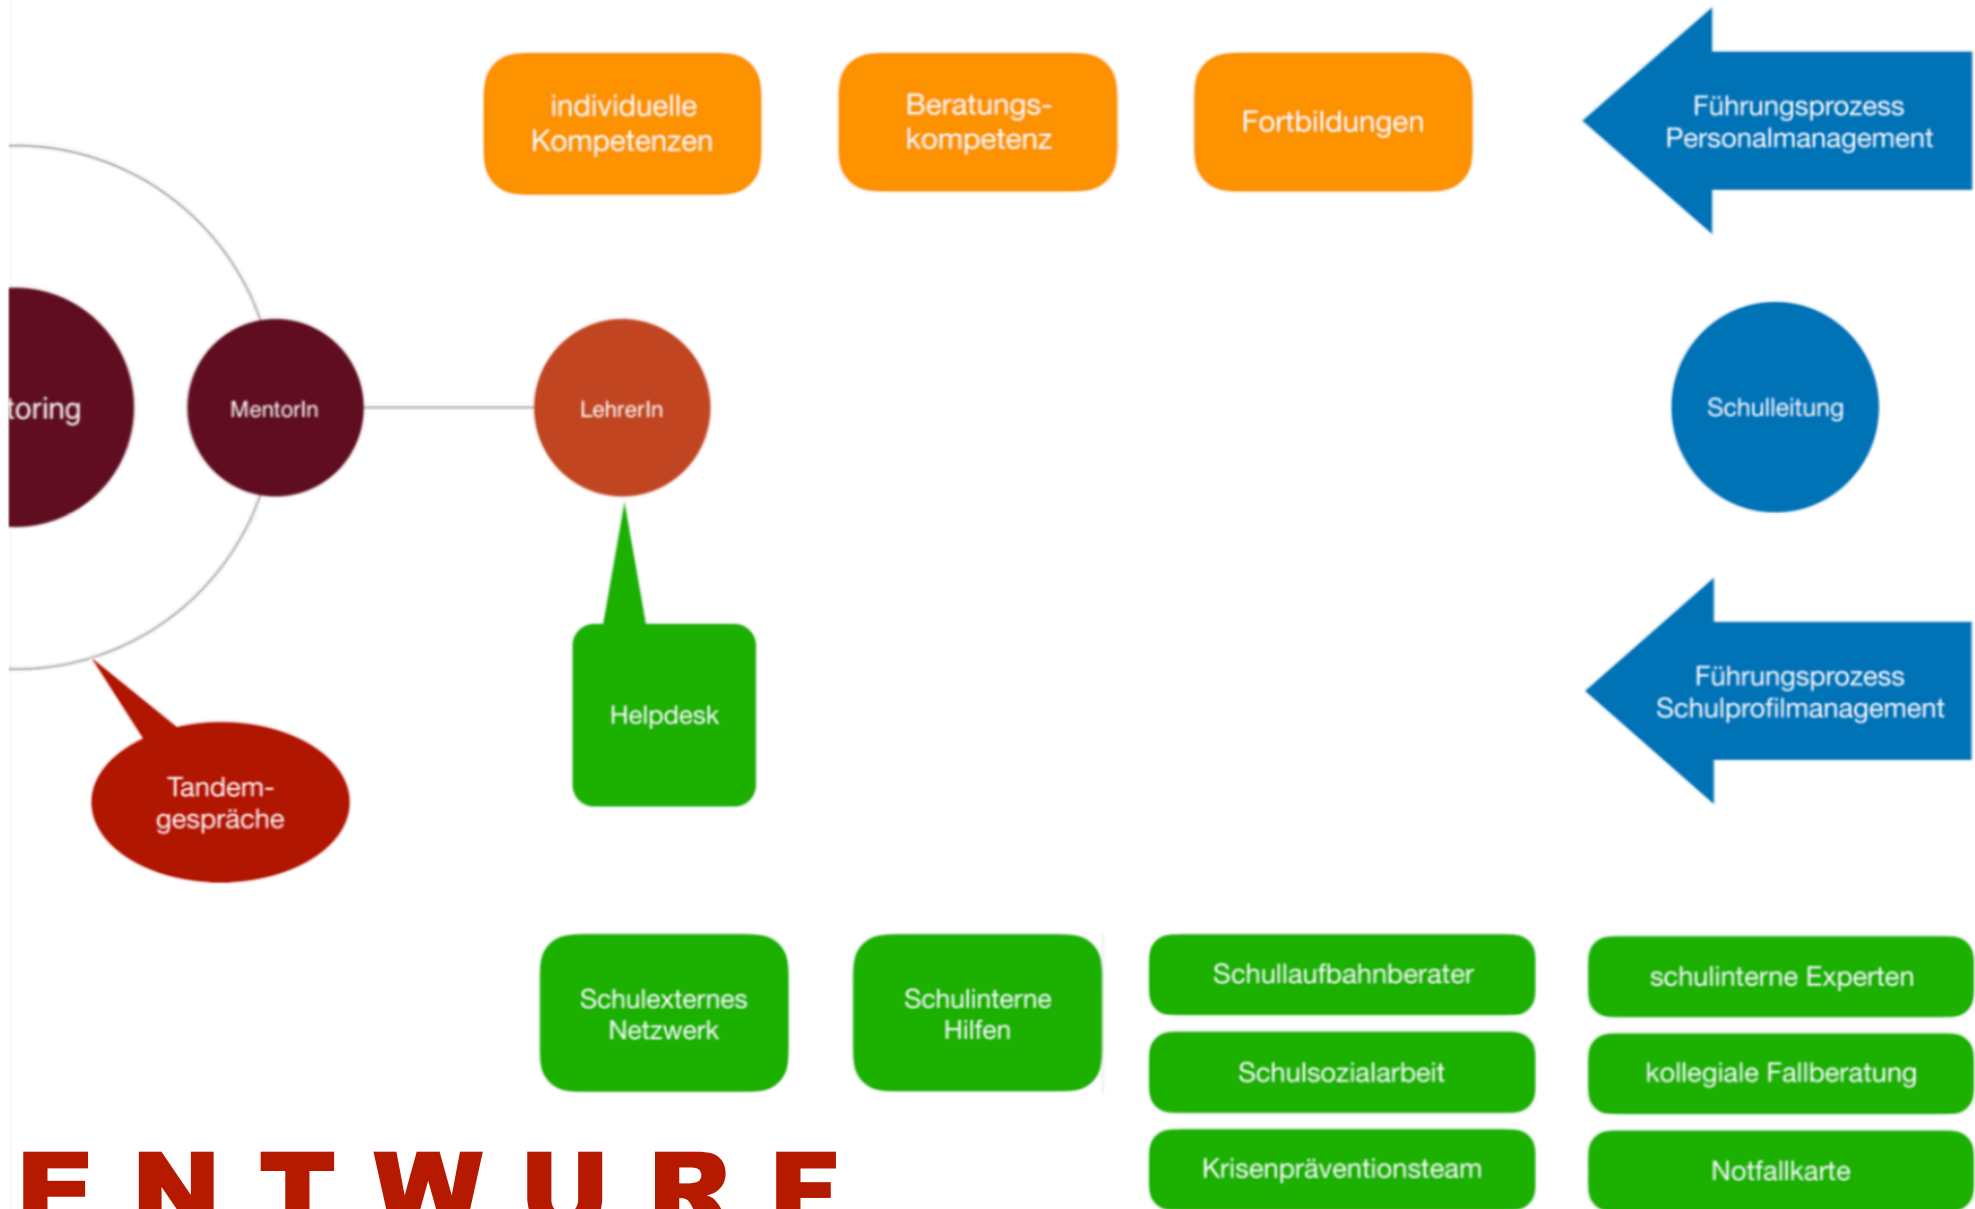 individuelle
Kompetenzen
Beratungs-
kompetenz
Fortbildungen
Führungsprozess
Personalmanagement
toring
MentorIn
LehrerIn
Schulleitung
Helpdesk
Führungsprozess
Schulprofilmanagement
Tandem-
gespräche
Schulexternes
Netzwerk
Schulinterne
Hilfen
Schullaufbahnberater
schulinterne Experten
Schulsozialarbeit
kollegiale Fallberatung
Krisenpräventionsteam
Notfallkarte
ENTWURF